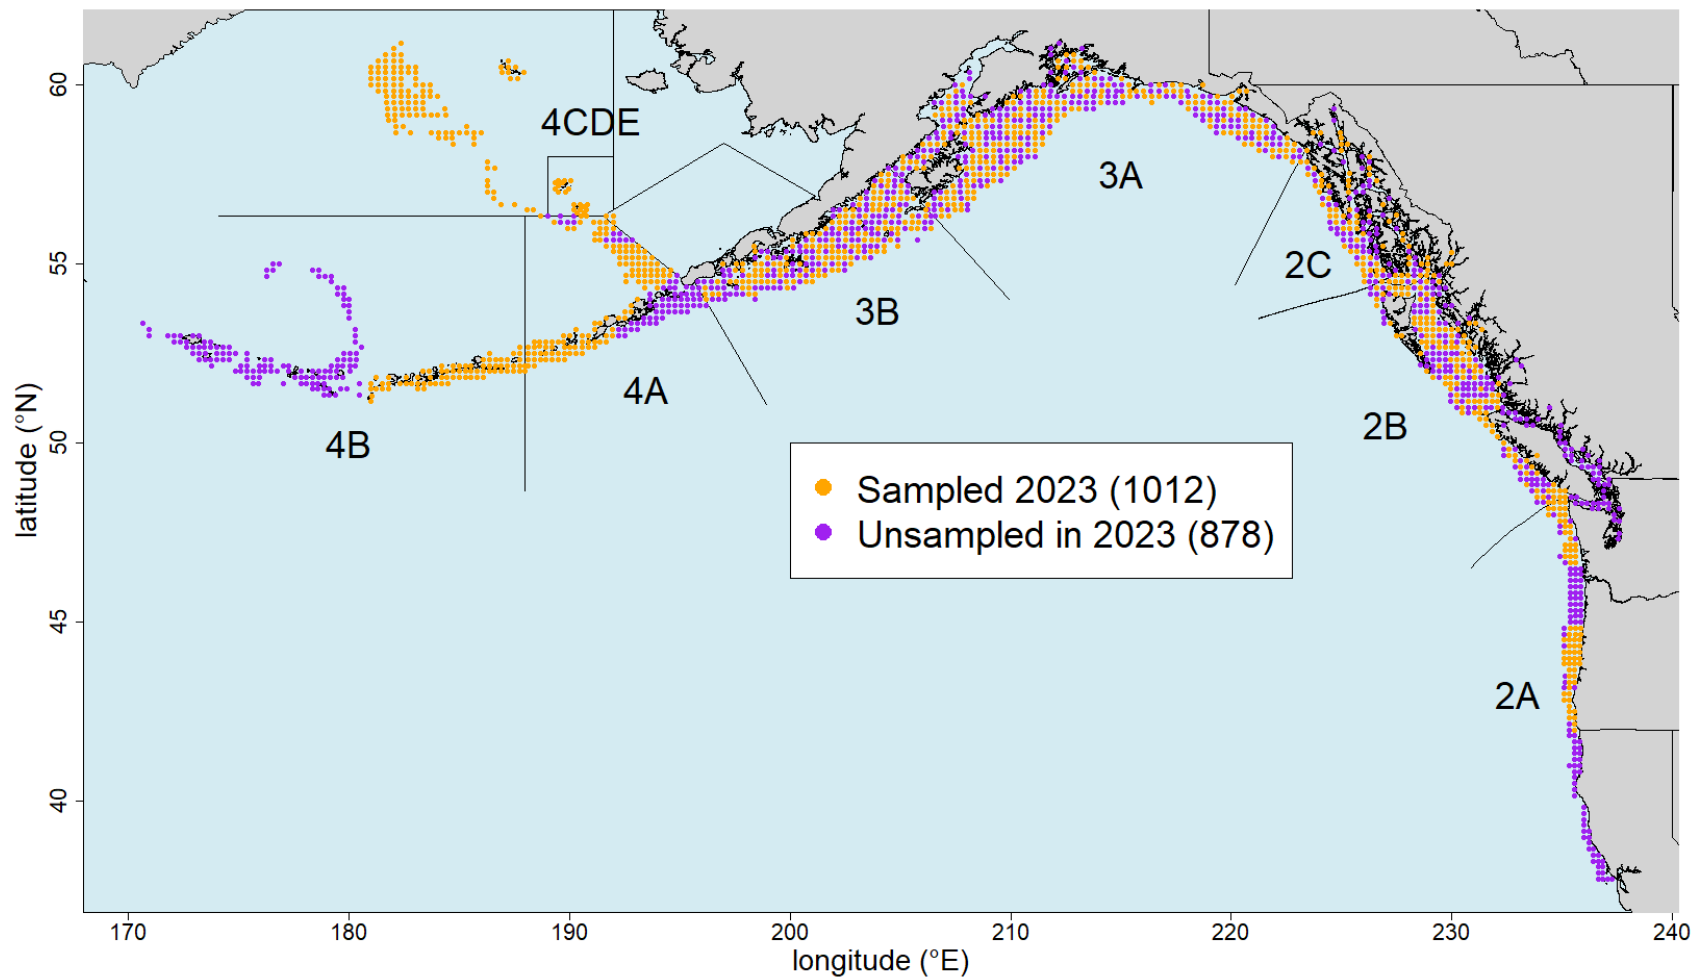 60
55
50
45
40
latitude (°N)
4CDE
3A
2C
3B
4A
2B
4B
Sampled 2023 (1012)
Unsampled in 2023 (878)
2A
170
180
190
200
210
220
230
240
longitude (°E)